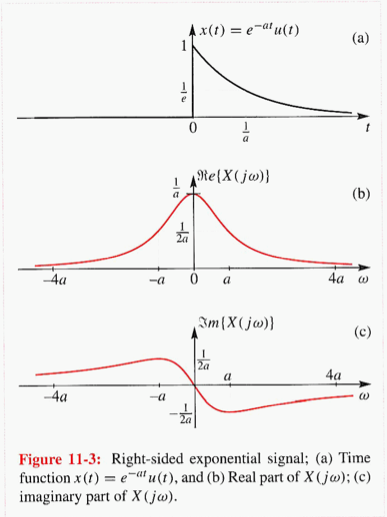 x(t) = e^{-at}u(t)
(a)
1
1/e
0
1/a
t
1/a
ℜe{X(jω)}
(b)
1/2a
−4a
−a
0
a
4a
ω
ℑm{X(jω)}
(c)
1/2a
a
4a
−4a
−a
ω
−1/2a
Figure 11-3: Right-sided exponential signal; (a) Time
function x(t) = e^{-at}u(t), and (b) Real part of X(jω); (c)
imaginary part of X(jω).